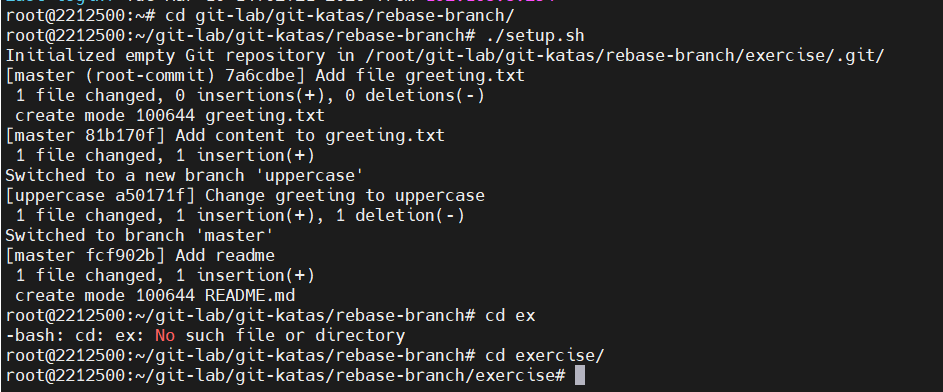 root@2212500:~# cd git-lab/git-katas/rebase-branch/
root@2212500:~/git-lab/git-katas/rebase-branch# ./setup.sh
Initialized empty Git repository in /root/git-lab/git-katas/rebase-branch/exercise/.git/
[master (root-commit) 7a6cdbe] Add file greeting.txt
 1 file changed, 0 insertions(+), 0 deletions(-)
 create mode 100644 greeting.txt
[master 81b170f] Add content to greeting.txt
 1 file changed, 1 insertion(+)
Switched to a new branch 'uppercase'
[uppercase a50171f] Change greeting to uppercase
 1 file changed, 1 insertion(+), 1 deletion(-)
Switched to branch 'master'
[master fcf902b] Add readme
 1 file changed, 1 insertion(+)
 create mode 100644 README.md
root@2212500:~/git-lab/git-katas/rebase-branch# cd ex
-bash: cd: ex: No such file or directory
root@2212500:~/git-lab/git-katas/rebase-branch# cd exercise/
root@2212500:~/git-lab/git-katas/rebase-branch/exercise#